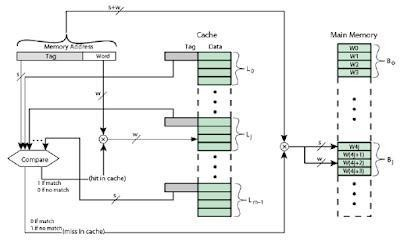 s+w
Cache
Main Memory
Memory Address
Tag Data
Tag Word
W0
W1
W2
W3
B0
L0
s
w
W4j
W(4j+1)
W(4j+2)
W(4j+3)
Bj
s
w
w
Lj
Compare
(hit in cache)
1 if match
0 if no match
s
Lm-1
0 if match
1 if no match
(miss in cache)